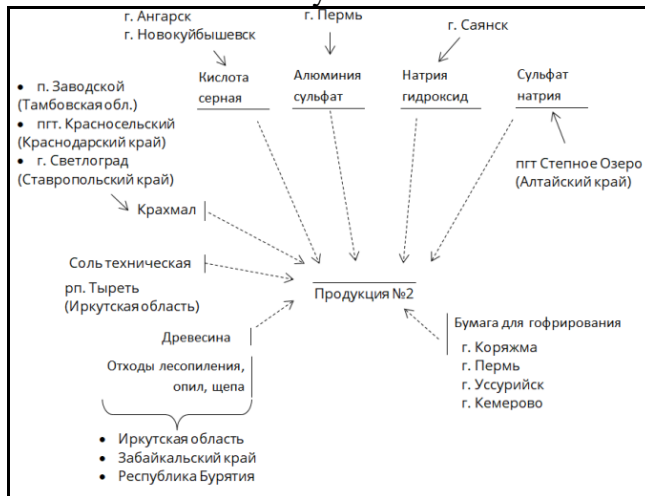 г. Ангарск
г. Новокуйбышевск
г. Пермь
г. Саянск
Кислота
серная
Алюминия
сульфат
Натрия
гидроксид
Сульфат
натрия
• п. Заводской
(Тамбовская обл.)
• пгт. Красносельский
(Краснодарский край)
• г. Светлоград
(Ставропольский край)
пгт Степное Озеро
(Алтайский край)
Крахмал
Соль техническая
рп. Тыреть
(Иркутская область)
Продукция №2
Древесина
Отходы лесопиления,
опил, щепа
Бумага для гофрирования
г. Коряжма
г. Пермь
г. Уссурийск
г. Кемерово
• Иркутская область
• Забайкальский край
• Республика Бурятия